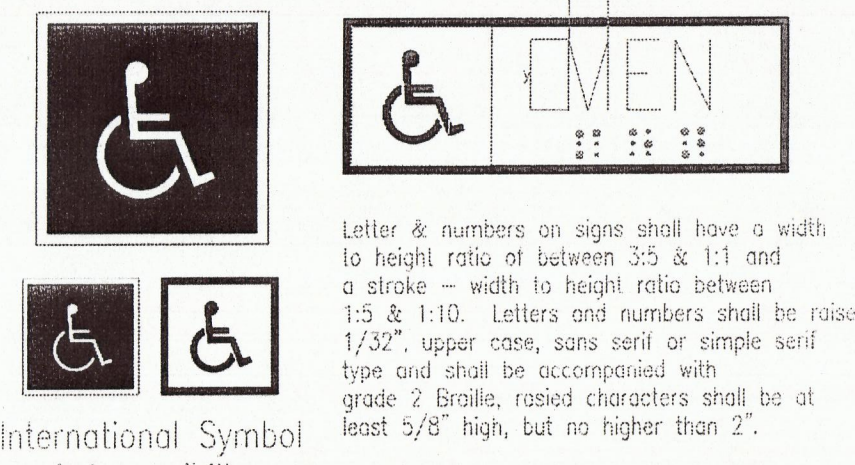 y
OMEN
Letter & numbers on signs shall have a width
to height ratio of between 3:5 & 1:1 and
a stroke – width to height ratio between
1:5 & 1:10. Letters and numbers shall be raise
1/32", upper case, sans serif or simple serif
type and shall be accompanied with
grade 2 Braille, rasied characters shall be at
least 5/8" high, but no higher than 2".
International Symbol